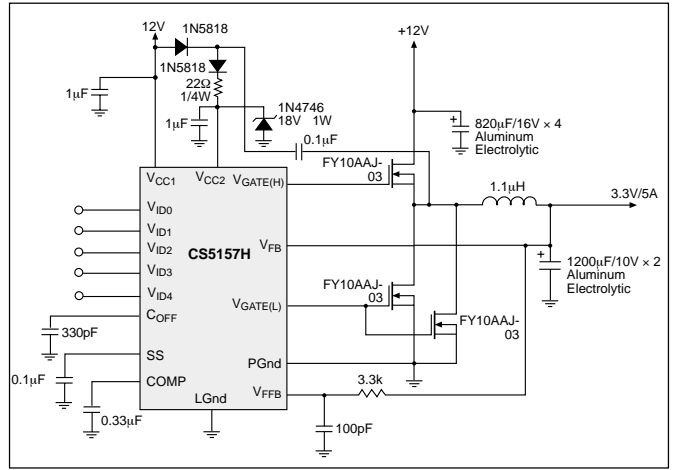 12V
1N5818
+12V
1N5818
22Ω
1/4W
1µF
1N4746
18V 1W
1µF
0.1µF
820µF/16V × 4
Aluminum
Electrolytic
FY10AAJ-
03
VCC1
VCC2
VGATE(H)
1.1µH
3.3V/5A
VID0
VID1
VFB
VID2
CS5157H
1200µF/10V × 2
Aluminum
Electrolytic
VID3
FY10AAJ-
03
VID4
VGATE(L)
COFF
FY10AAJ-
03
330pF
SS
PGnd
0.1µF
COMP
3.3k
VFFB
LGnd
0.33µF
100pF